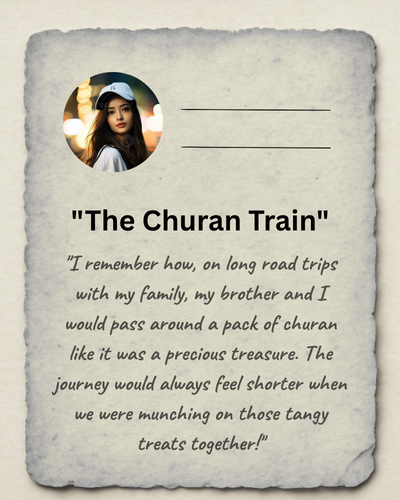 "The Churan Train"
"I remember how, on long road trips
with my family, my brother and I
would pass around a pack of churan
like it was a precious treasure. The
journey would always feel shorter when
we were munching on those tangy
treats together!"